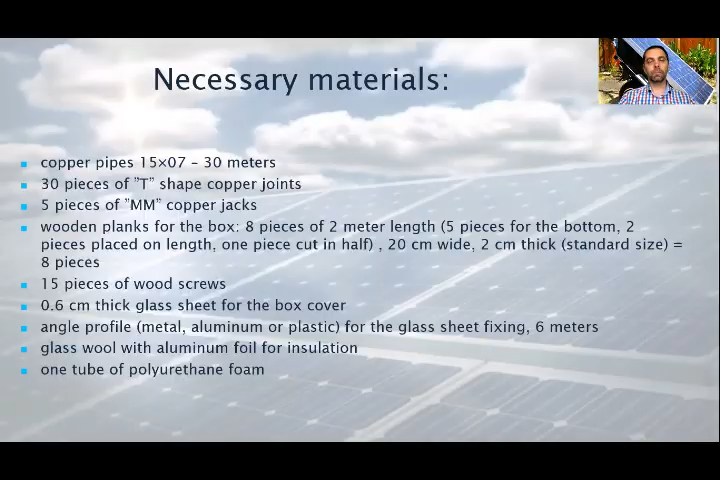 Necessary materials:
copper pipes 15×07 – 30 meters
30 pieces of ”T” shape copper joints
5 pieces of ”MM” copper jacks
wooden planks for the box: 8 pieces of 2 meter length (5 pieces for the bottom, 2
pieces placed on length, one piece cut in half) , 20 cm wide, 2 cm thick (standard size) =
8 pieces
15 pieces of wood screws
0.6 cm thick glass sheet for the box cover
angle profile (metal, aluminum or plastic) for the glass sheet fixing, 6 meters
glass wool with aluminum foil for insulation
one tube of polyurethane foam